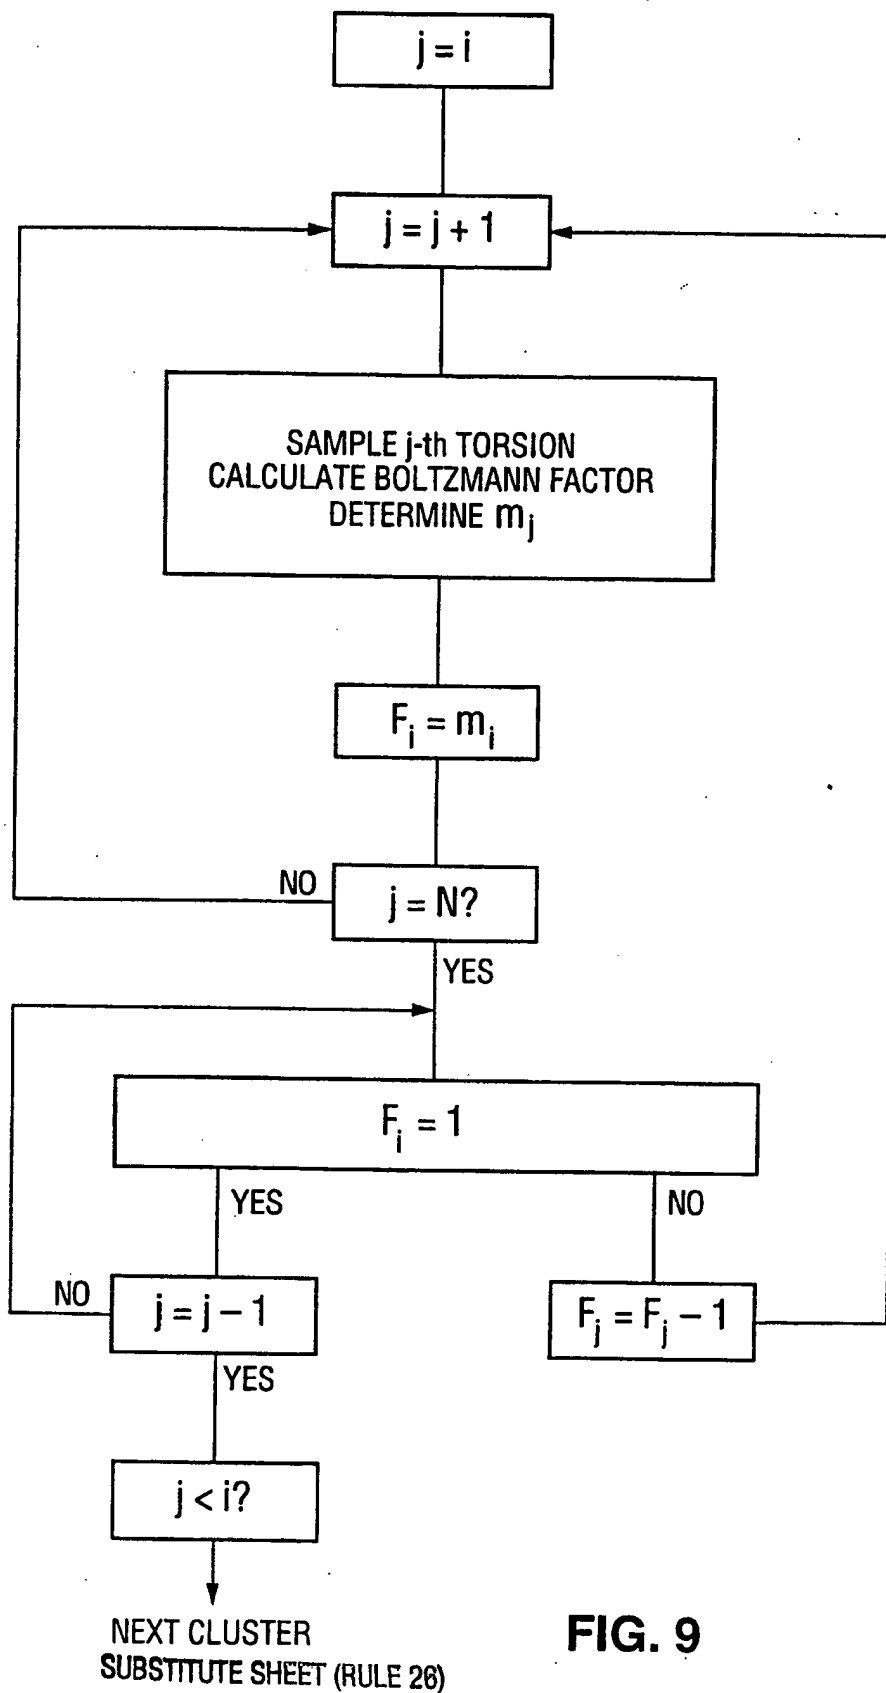 j = i
j = j + 1
SAMPLE j-th TORSION
CALCULATE BOLTZMANN FACTOR
DETERMINE mj
Fi = mi
NO
j = N?
YES
Fi = 1
YES
NO
NO
j = j – 1
Fj = Fj – 1
YES
j < i?
NEXT CLUSTER
SUBSTITUTE SHEET (RULE 26)
FIG. 9